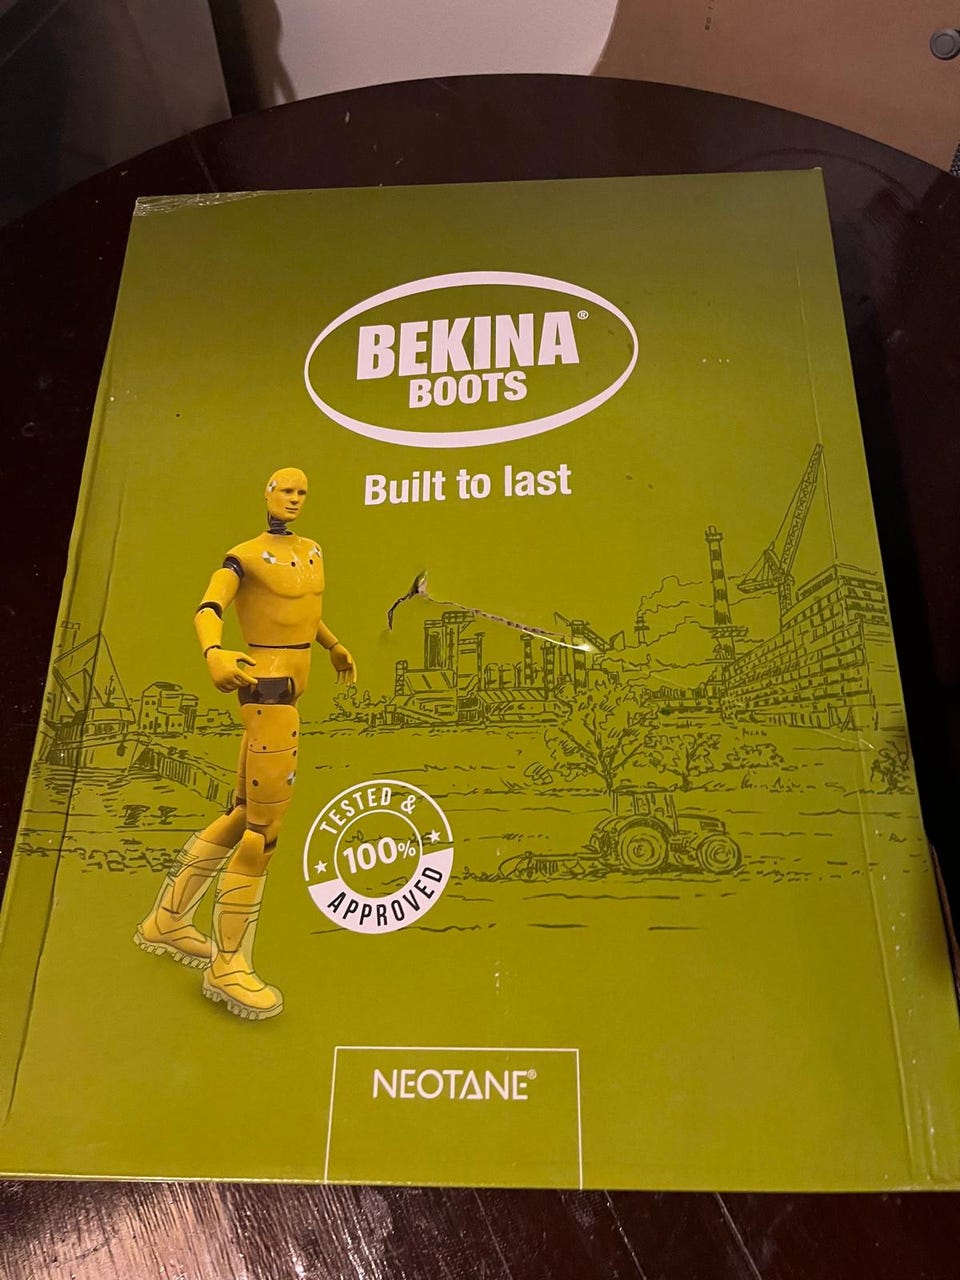 BEKINA®
BOOTS
Built to last
TESTED &
100%
APPROVED
NEOTANE®